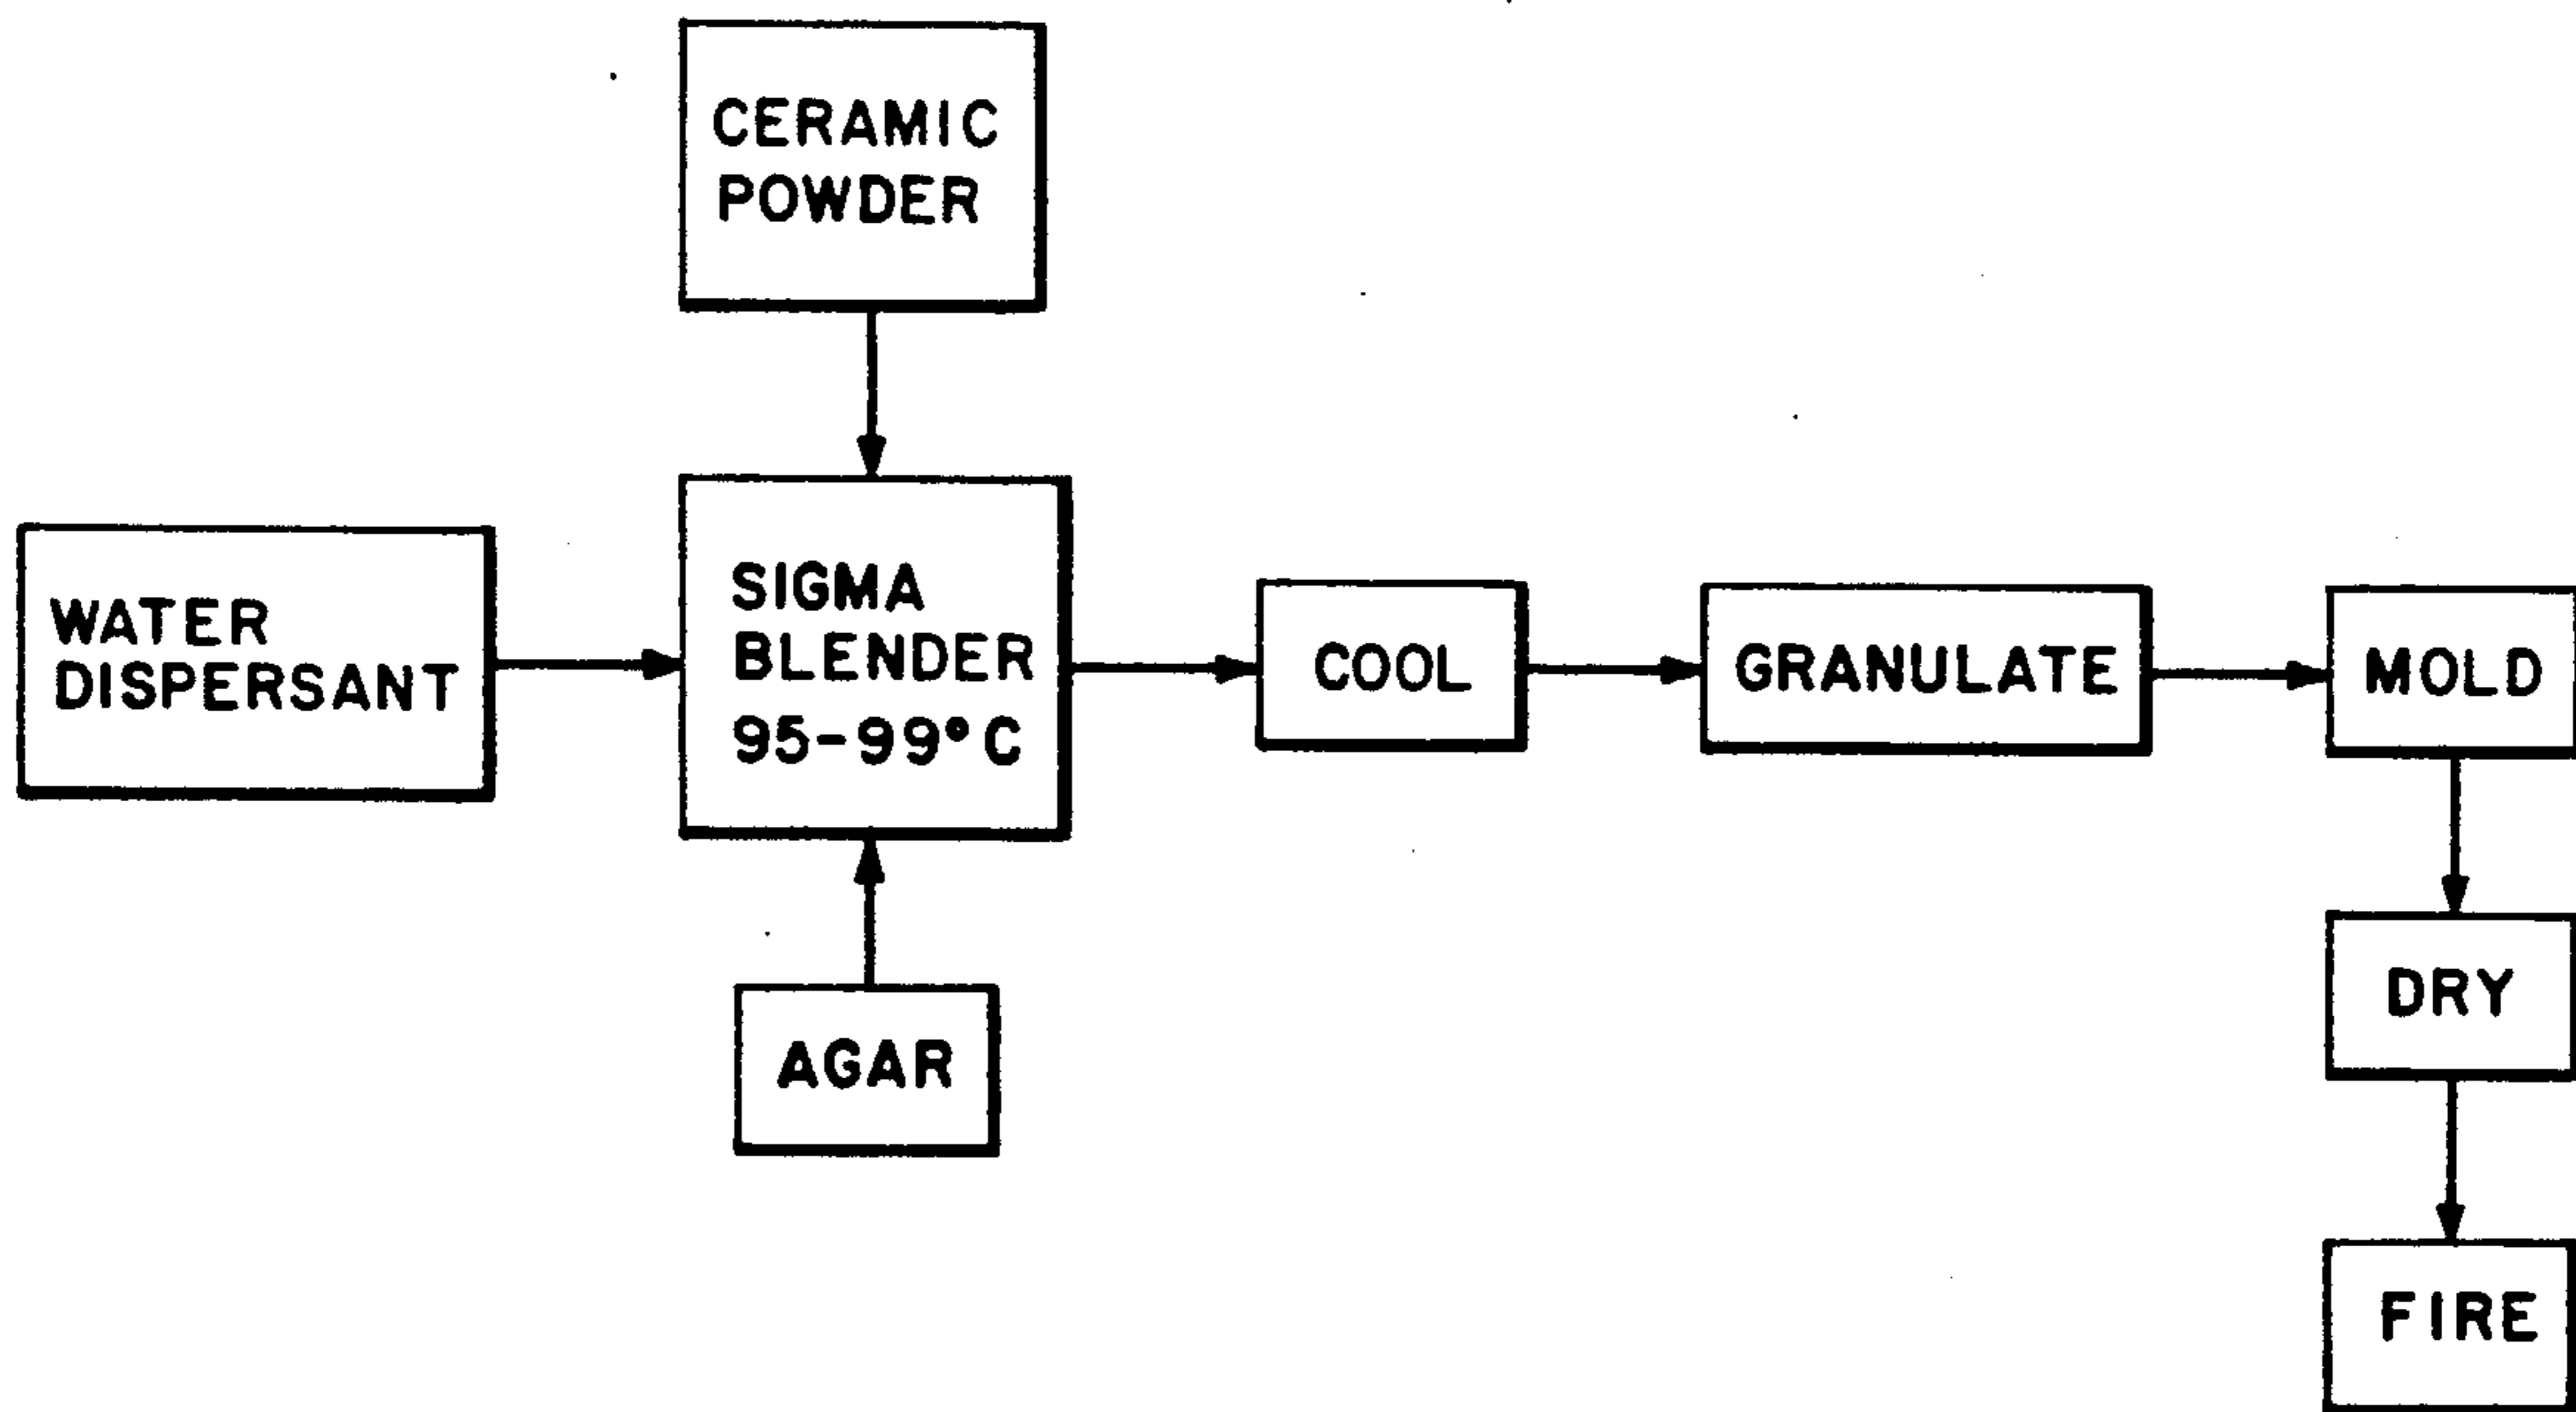 CERAMIC
POWDER
WATER
DISPERSANT
SIGMA
BLENDER
95-99°C
COOL
GRANULATE
MOLD
AGAR
DRY
FIRE